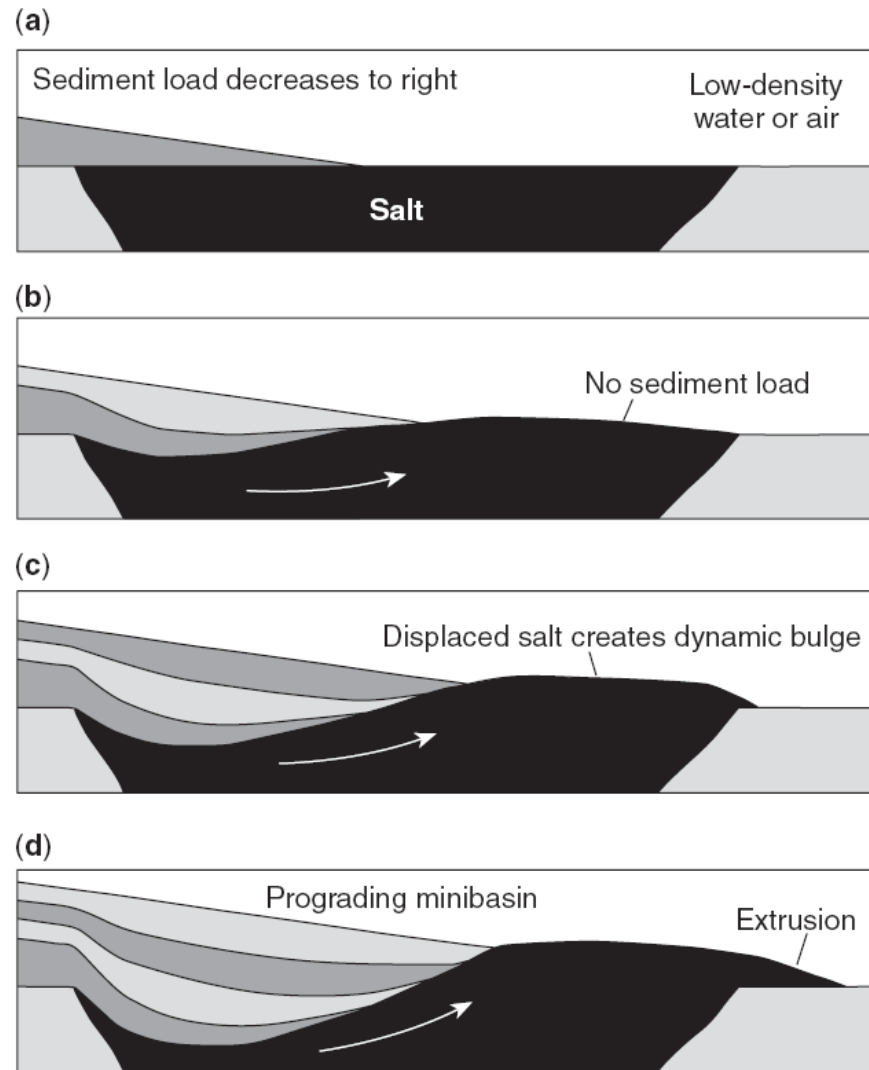 (a)
Sediment load decreases to right
Low-density
water or air
Salt
(b)
No sediment load
(c)
Displaced salt creates dynamic bulge
(d)
Prograding minibasin
Extrusion